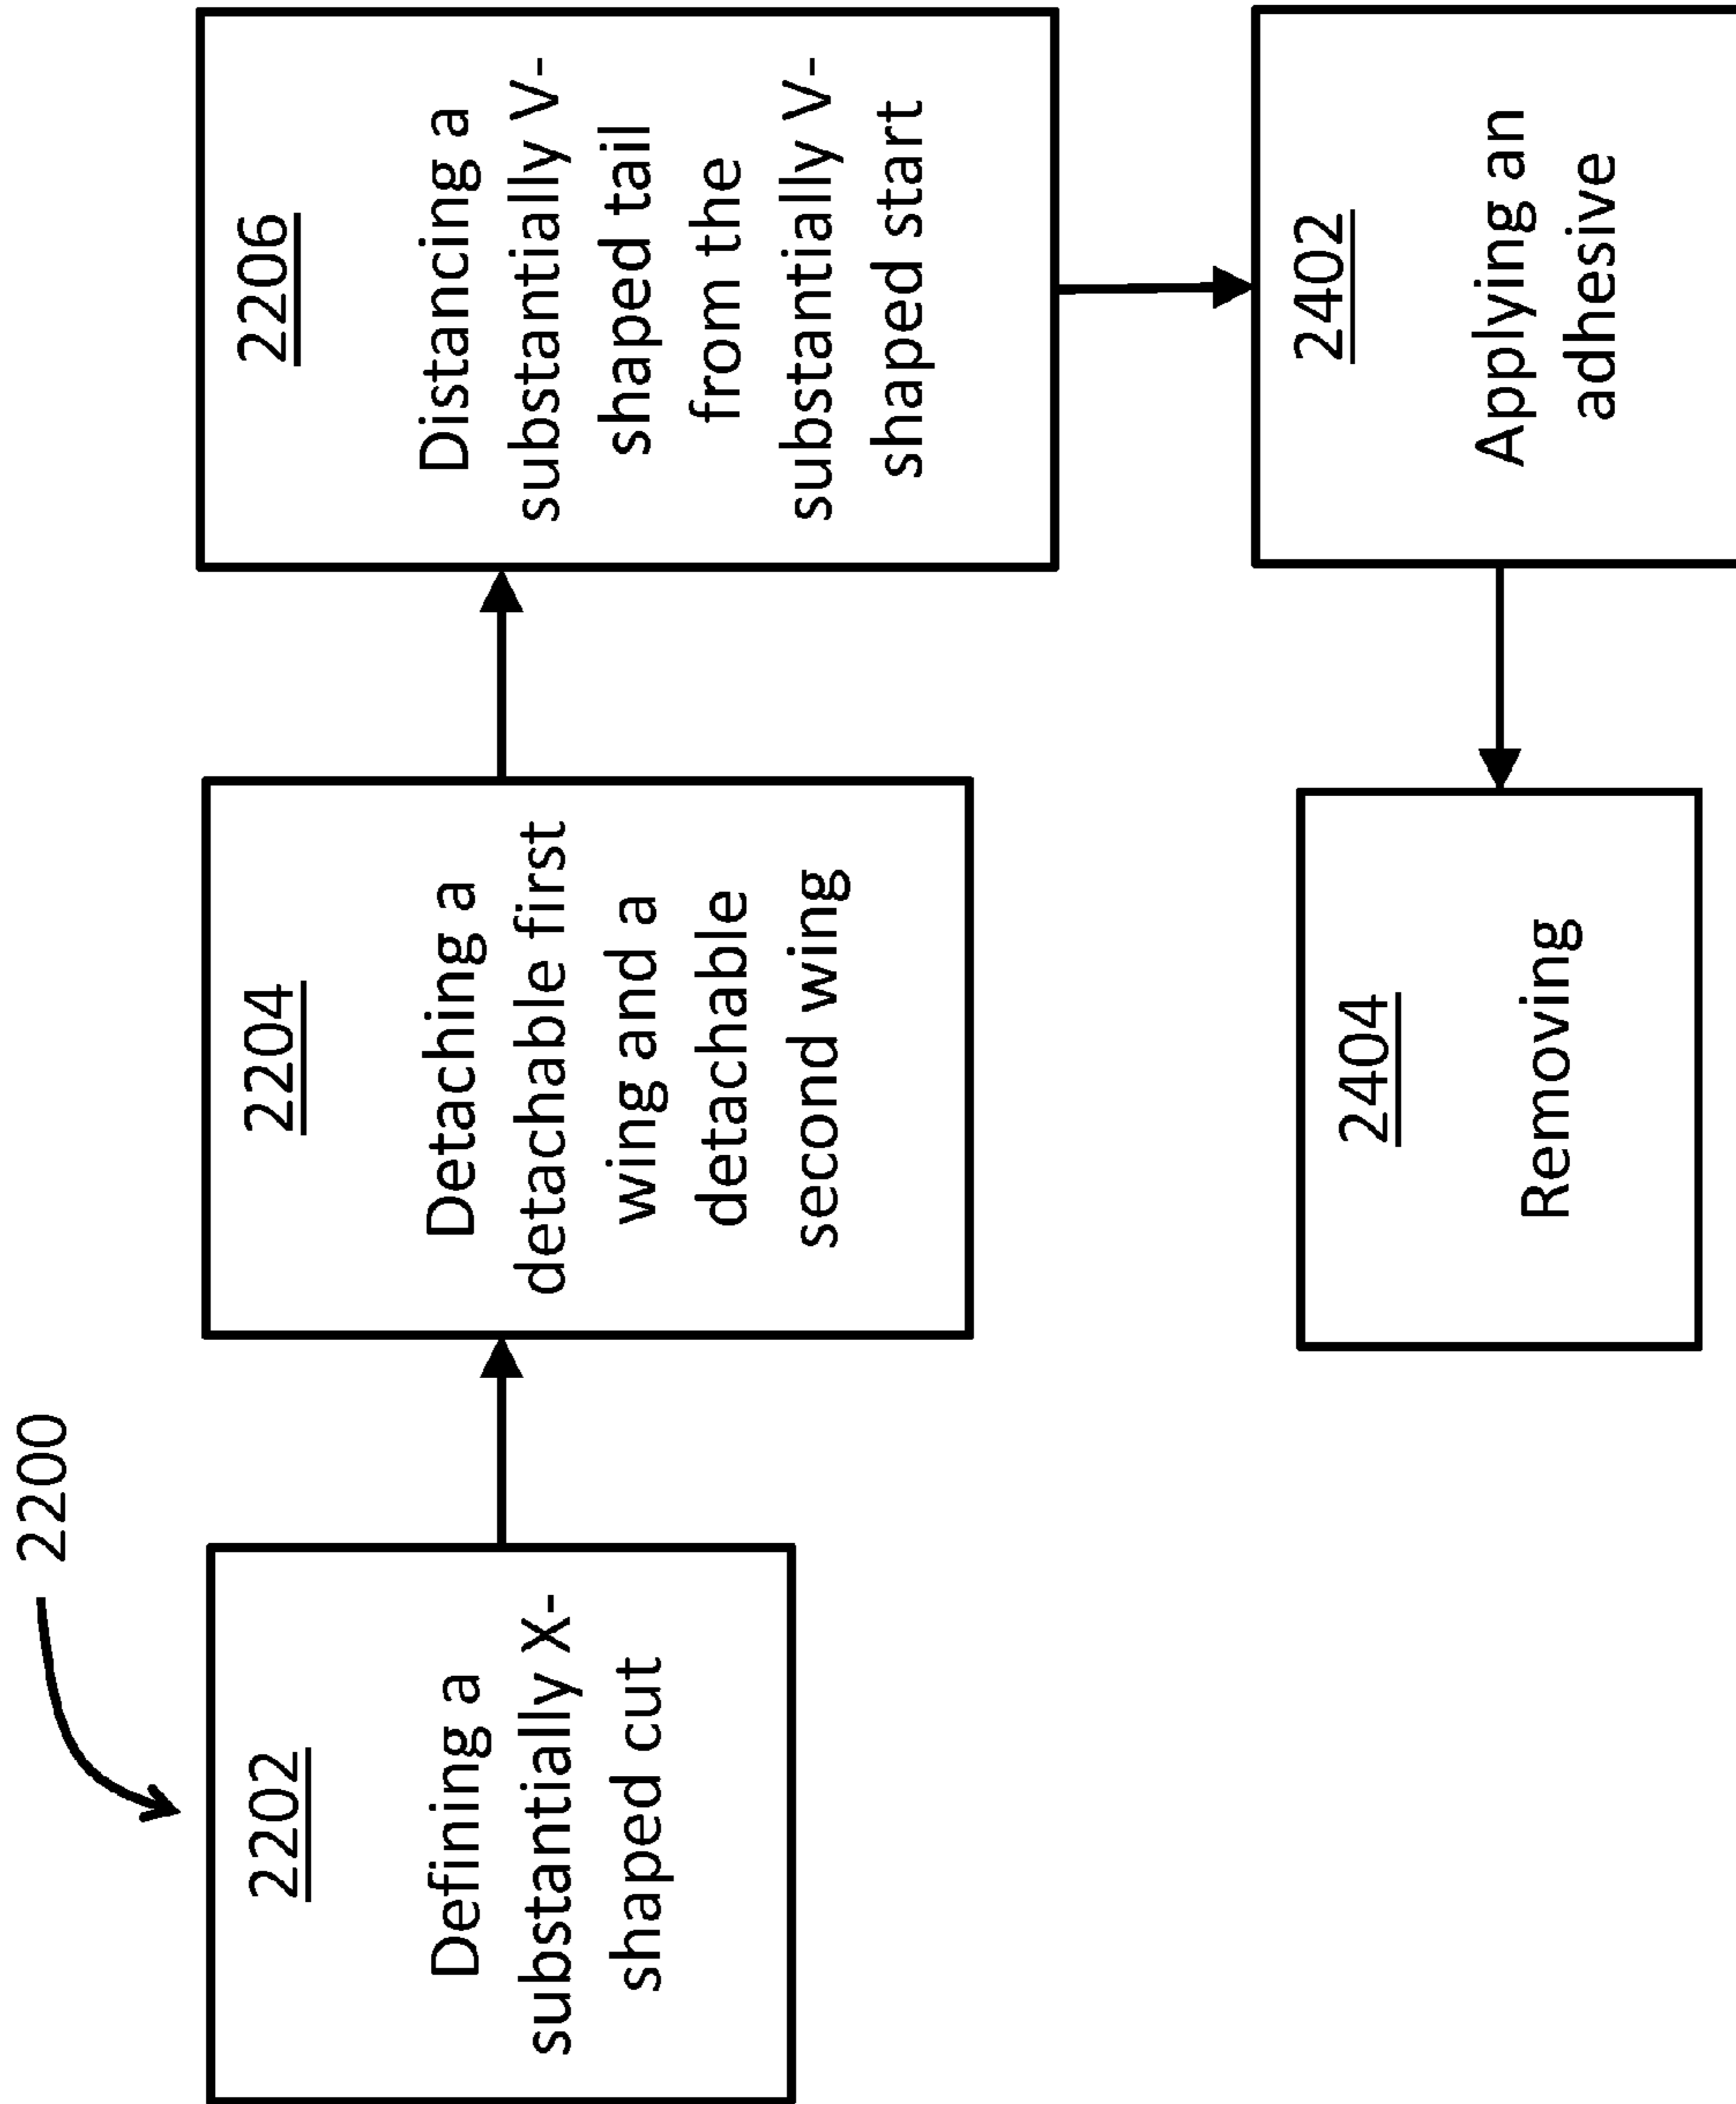 2200
2202
Defining a
substantially X-
shaped cut
2204
Detaching a
detachable first
wing and a
detachable
second wing
2206
Distancing a
substantially V-
shaped tail
from the
substantially V-
shaped start
2402
Applying an
adhesive
2404
Removing